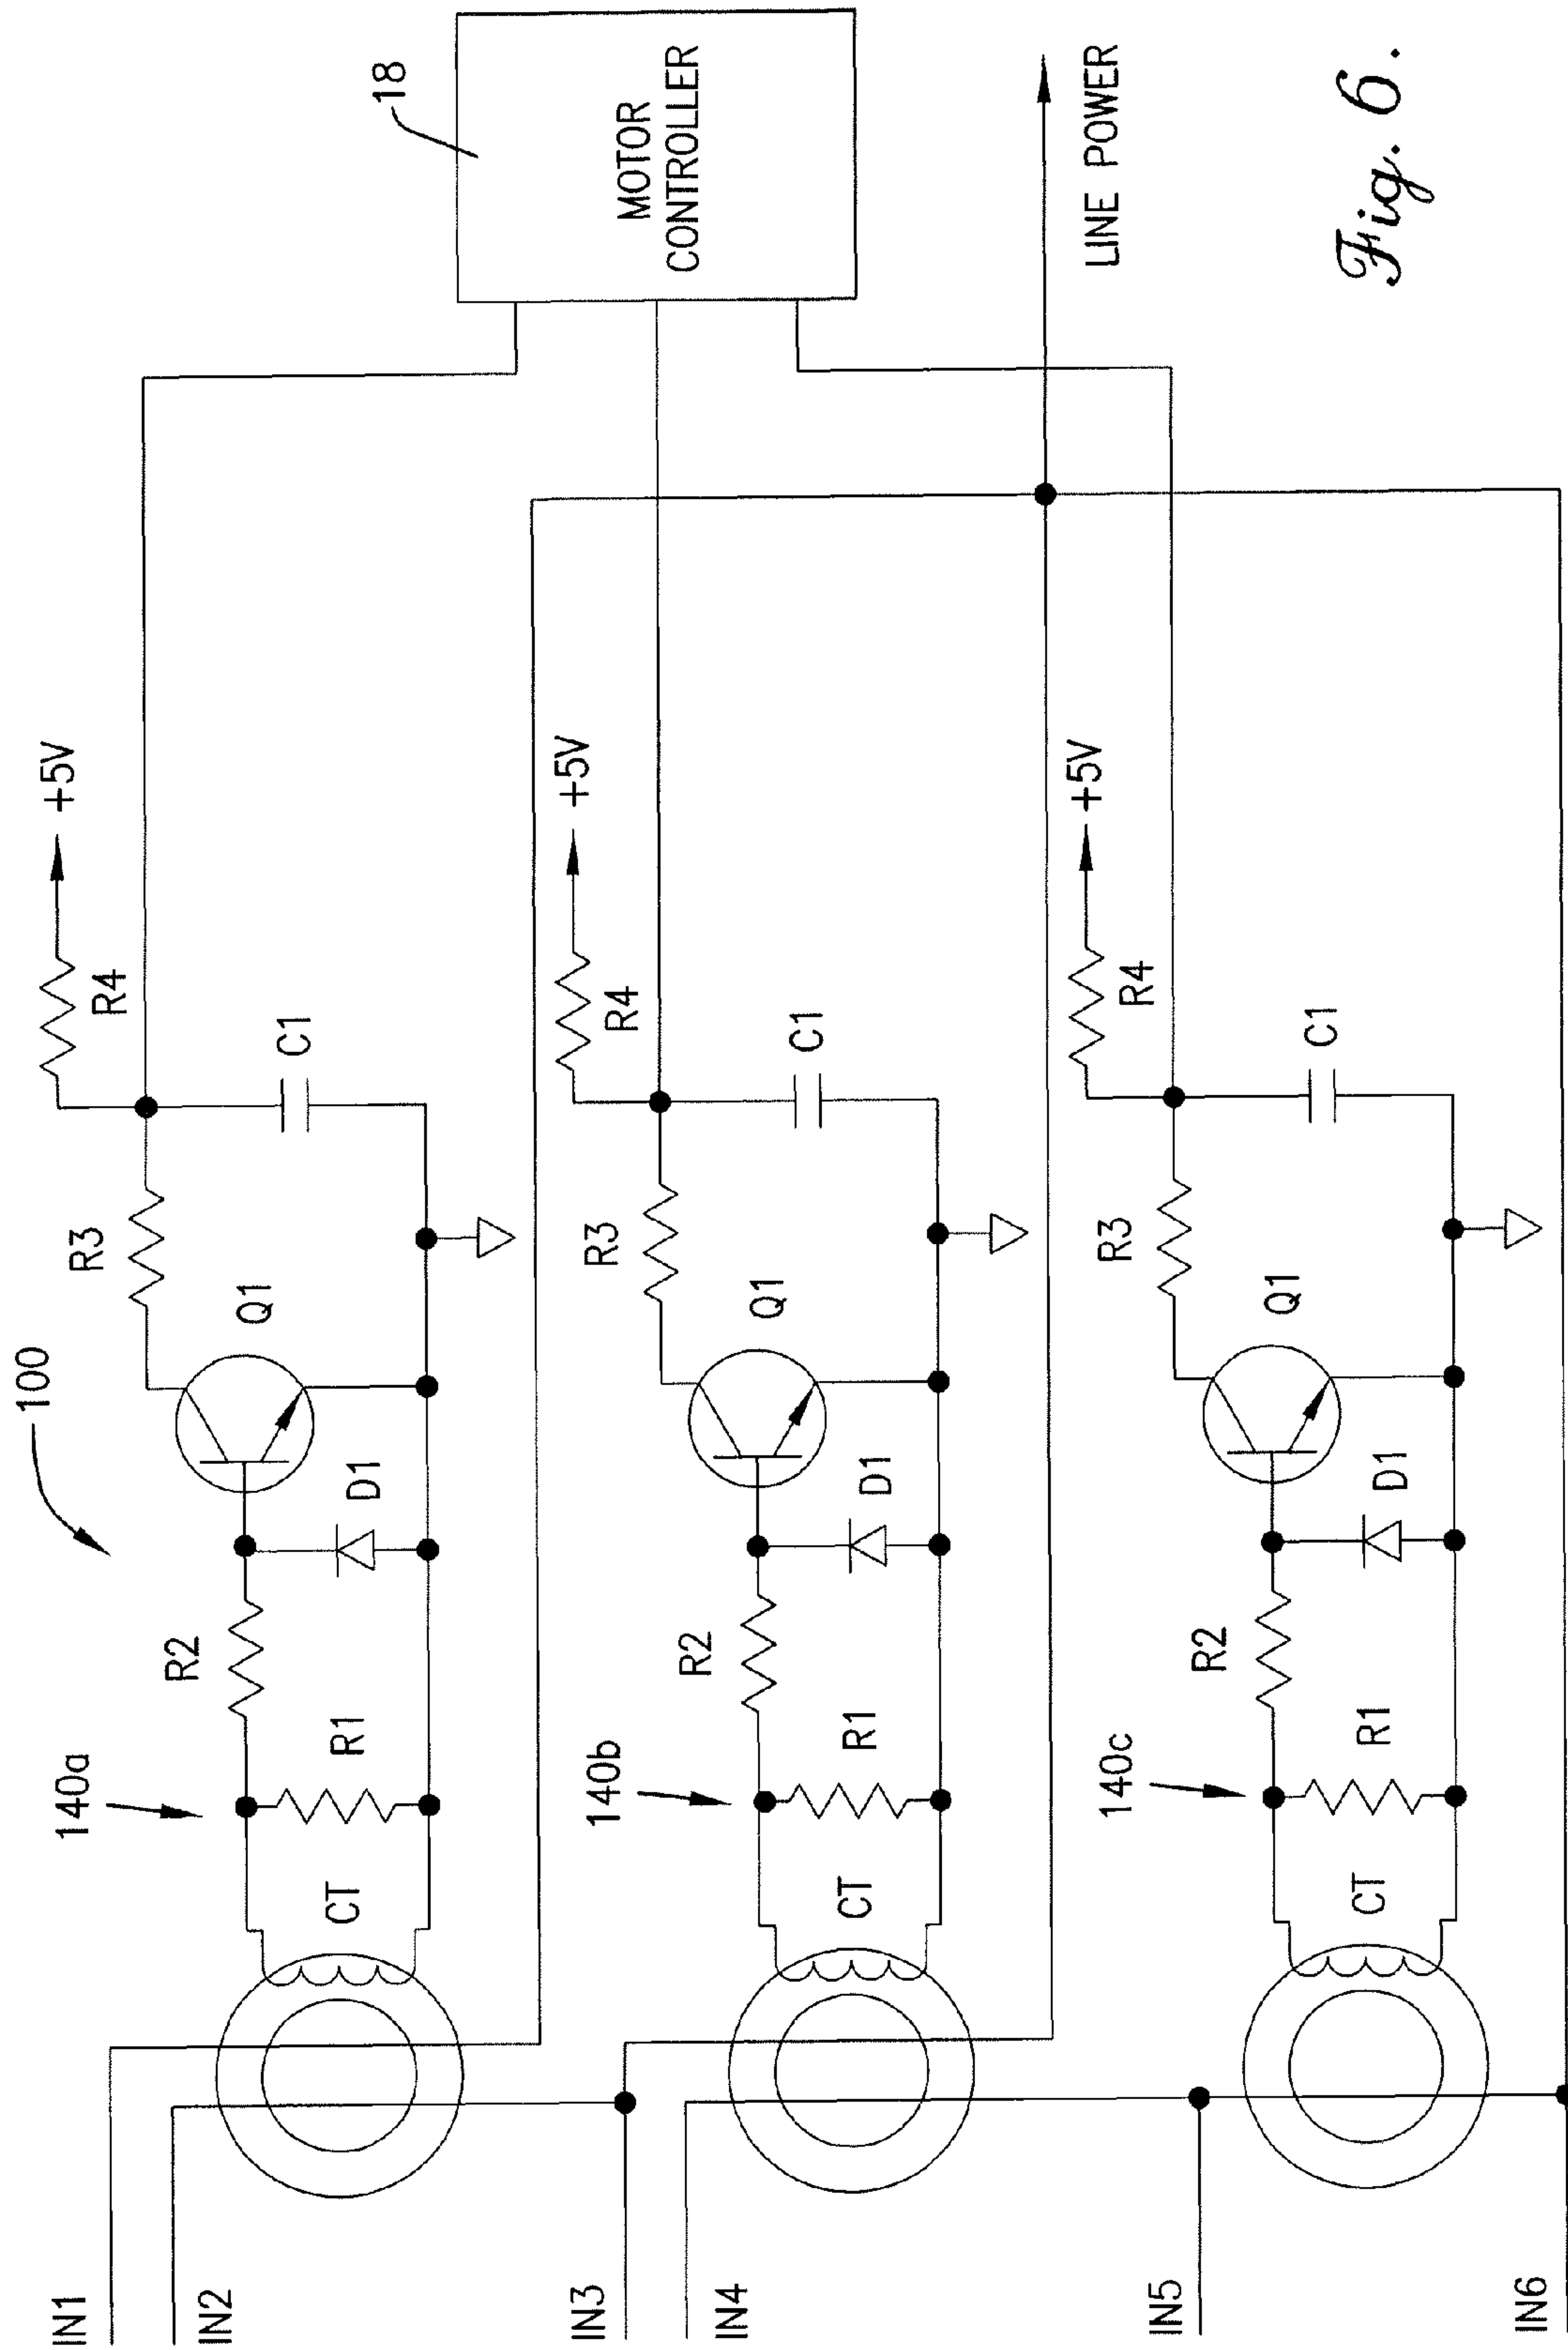 100
140a
IN1
IN2
CT
R1
R2
D1
Q1
R3
C1
R4
+5V
18
MOTOR
CONTROLLER
140b
IN3
IN4
CT
R1
R2
D1
Q1
R3
C1
R4
+5V
LINE POWER
140c
IN5
IN6
CT
R1
R2
D1
Q1
R3
C1
R4
+5V
Fig. 6.